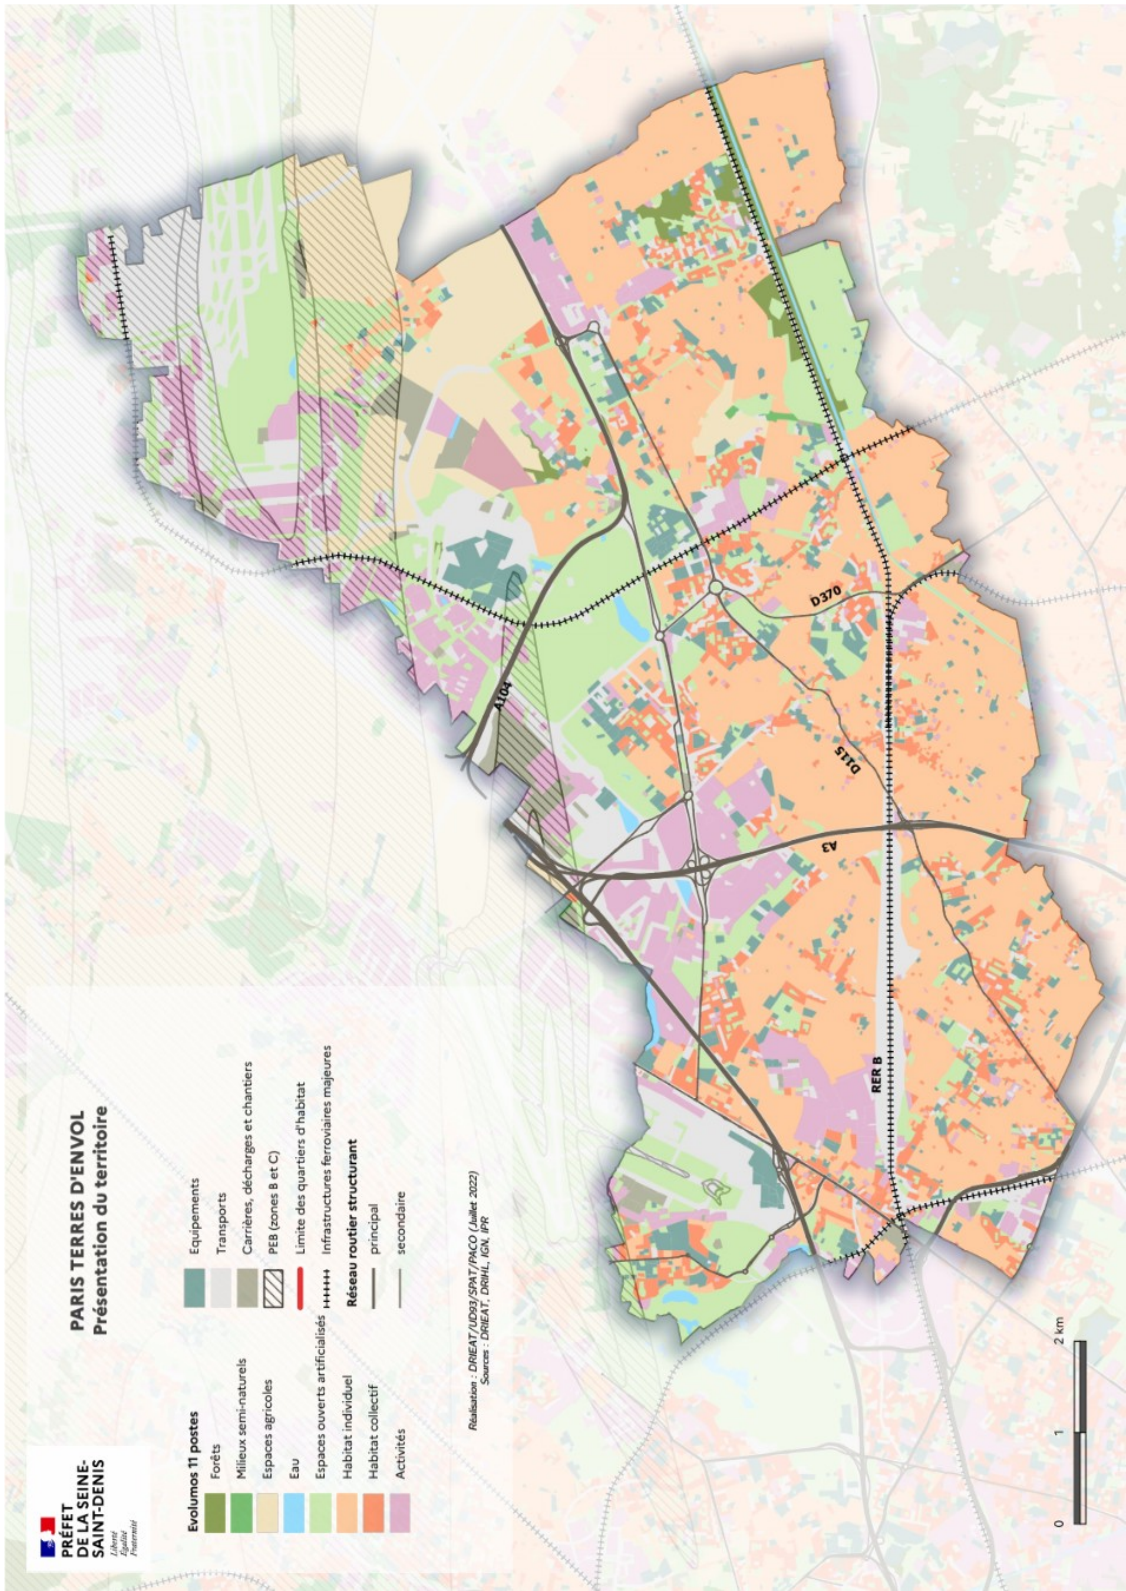 PRÉFET
DE LA SEINE-
SAINT-DENIS
Liberté
Égalité
Fraternité
PARIS TERRES D'ENVOL
Présentation du territoire
Evolumos 11 postes
Forêts
Milieux semi-naturels
Espaces agricoles
Eau
Espaces ouverts artificialisés
Habitat individuel
Habitat collectif
Activités
Equipements
Transports
Carrières, décharges et chantiers
PEB (zones B et C)
Limite des quartiers d'habitat
Infrastructures ferroviaires majeures
Réseau routier structurant
principal
secondaire
Réalisation : DRIEAT/UD93/SPAT/PACO (Juillet 2022)
Sources : DRIEAT, DRIHL, IGN, IPR
A104
D370
D115
A3
RER B
0 1 2 km